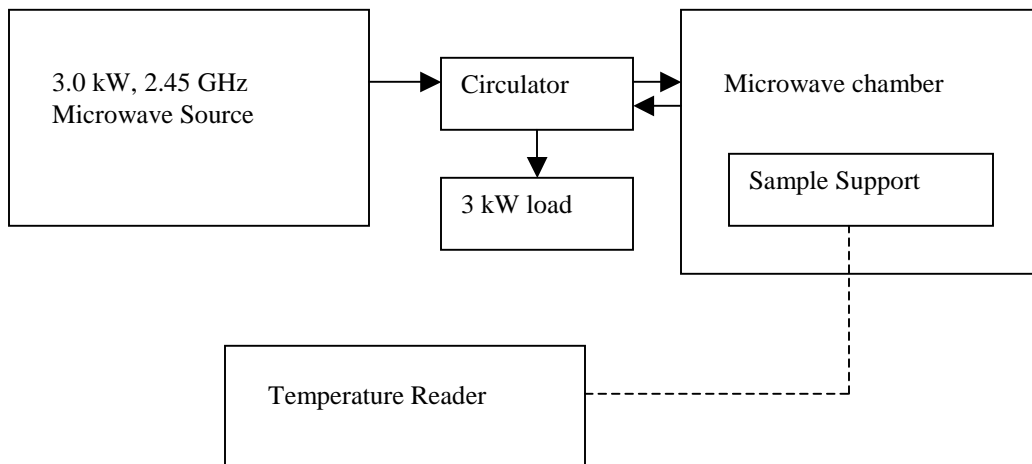 3.0 kW, 2.45 GHz
Microwave Source
Circulator
Microwave chamber
3 kW load
Sample Support
Temperature Reader